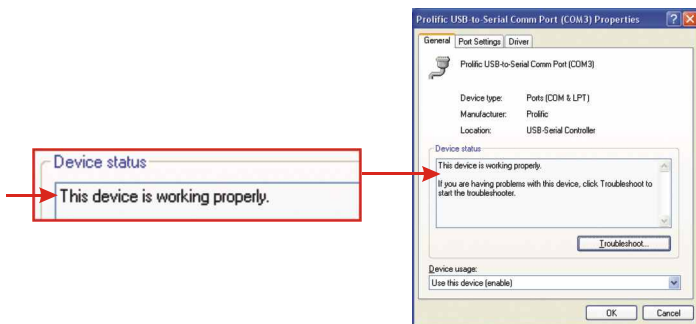 Device status
This device is working properly.
Prolific USB-to-Serial Comm Port (COM3) Properties
General Port Settings Driver
Prolific USB-to-Serial Comm Port (COM3)
Device type: Ports (COM & LPT)
Manufacturer: Prolific
Location: USB-Serial Controller
Device status
This device is working properly.
If you are having problems with this device, click Troubleshoot to
start the troubleshooter.
Troubleshoot...
Device usage:
Use this device (enable)
OK Cancel